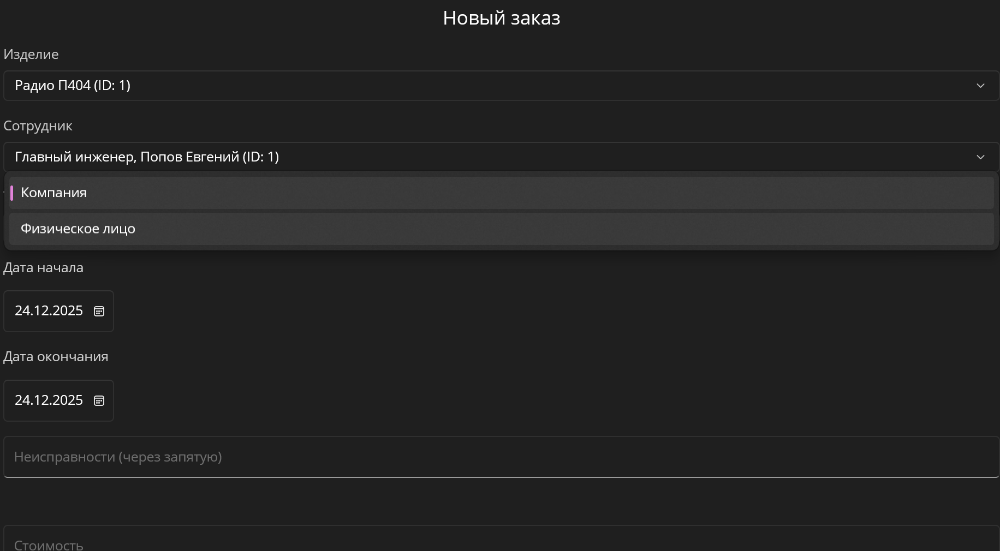 Новый заказ
Изделие
Радио П404 (ID: 1)
Сотрудник
Главный инженер, Попов Евгений (ID: 1)
Компания
Физическое лицо
Дата начала
24.12.2025
Дата окончания
24.12.2025
Неисправности (через запятую)
Стоимость